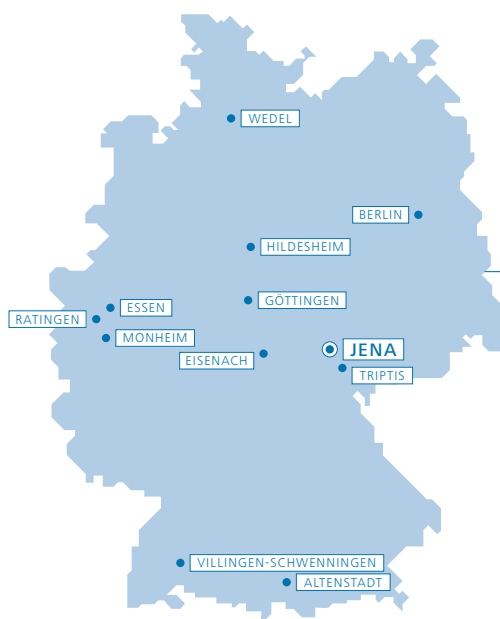 WEDEL
BERLIN
HILDESHEIM
GÖTTINGEN
ESSEN
RATINGEN
MONHEIM
JENA
EISENACH
TRIPTIS
VILLINGEN-SCHWENNINGEN
ALTENSTADT